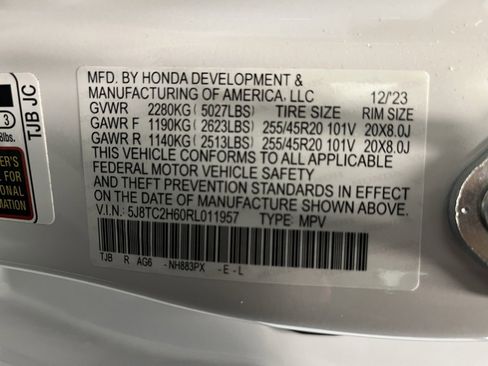 MFD. BY HONDA DEVELOPMENT &
MANUFACTURING OF AMERICA, LLC 12/23
GVWR 2280KG (5027LBS) TIRE SIZE RIM SIZE
GAWR F 1190KG (2623LBS) 255/45R20 101V 20X8.0J
GAWR R 1140KG (2513LBS) 255/45R20 101V 20X8.0J
THIS VEHICLE CONFORMS TO ALL APPLICABLE
FEDERAL MOTOR VEHICLE SAFETY
AND THEFT PREVENTION STANDARDS IN EFFECT
ON THE DATE OF MANUFACTURE SHOWN ABOVE.
V.I.N.: 5J8TC2H60RL011957 TYPE: MPV
TJB R AG6 -NH883PX -E-L
TJB JC
3
lbs.
FOR